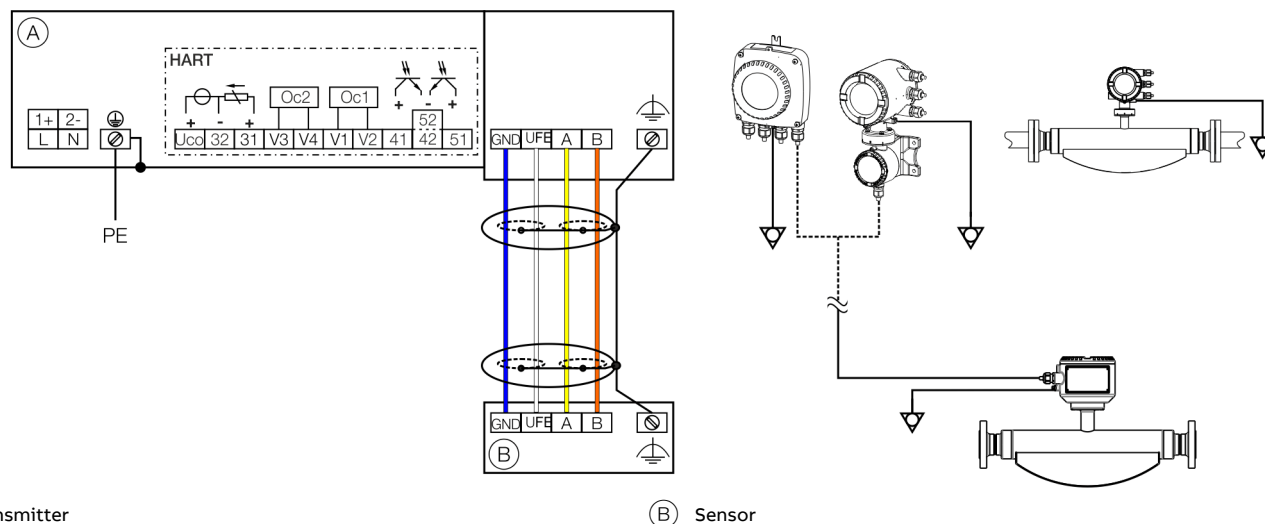 A
HART
Oc2 Oc1
+ - +
+ - +
52
1+ 2-
L N
Uco 32 31 V3 V4 V1 V2 41 42 51
GND UFE A B
PE
GND UFE A B
B
nsmitter
B Sensor